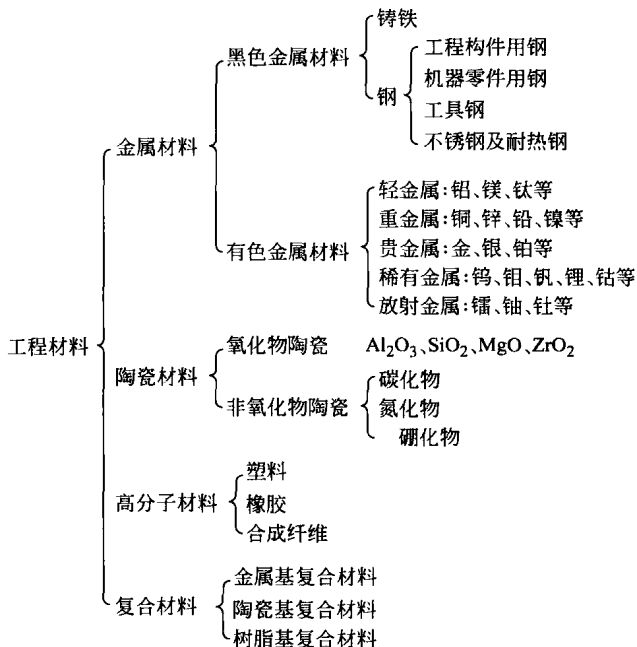 铸铁
黑色金属材料
工程构件用钢
机器零件用钢
钢
工具钢
不锈钢及耐热钢
金属材料
轻金属:铝、镁、钛等
重金属:铜、锌、铅、镍等
有色金属材料
贵金属:金、银、铂等
稀有金属:钨、钼、钒、锂、钴等
放射金属:镭、铀、钍等
工程材料
氧化物陶瓷 Al₂O₃、SiO₂、MgO、ZrO₂
陶瓷材料
碳化物
非氧化物陶瓷
氮化物
硼化物
塑料
高分子材料
橡胶
合成纤维
金属基复合材料
复合材料
陶瓷基复合材料
树脂基复合材料